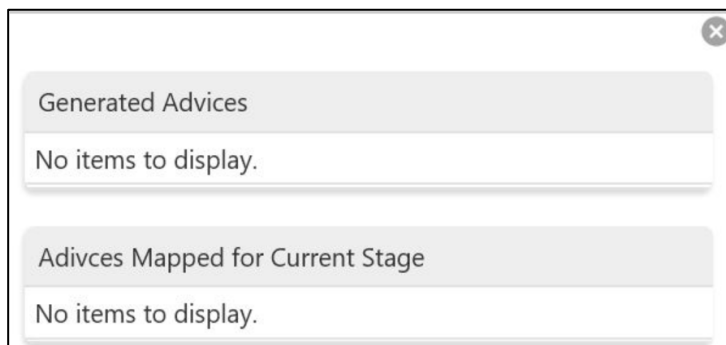 Generated Advices
No items to display.
Adivces Mapped for Current Stage
No items to display.